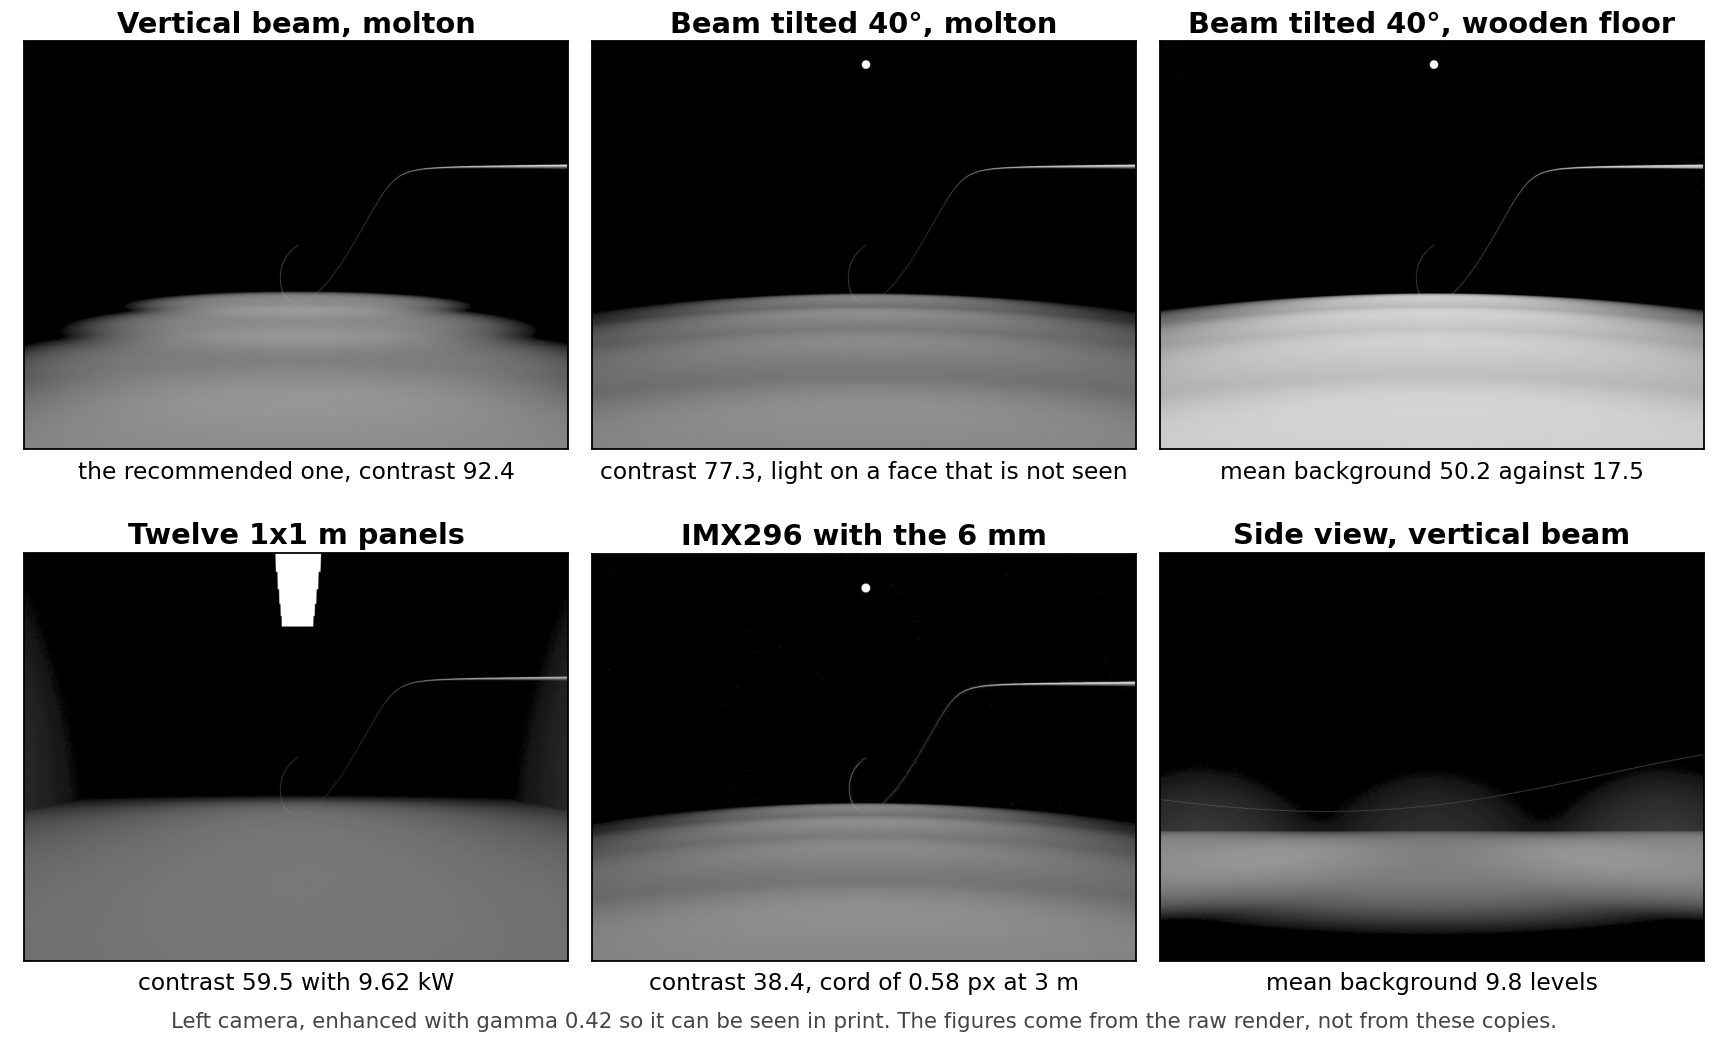 Vertical beam, molton
Beam tilted 40°, molton
Beam tilted 40°, wooden floor
the recommended one, contrast 92.4
contrast 77.3, light on a face that is not seen
mean background 50.2 against 17.5
Twelve 1x1 m panels
IMX296 with the 6 mm
Side view, vertical beam
contrast 59.5 with 9.62 kW
contrast 38.4, cord of 0.58 px at 3 m
mean background 9.8 levels
Left camera, enhanced with gamma 0.42 so it can be seen in print. The figures come from the raw render, not from these copies.